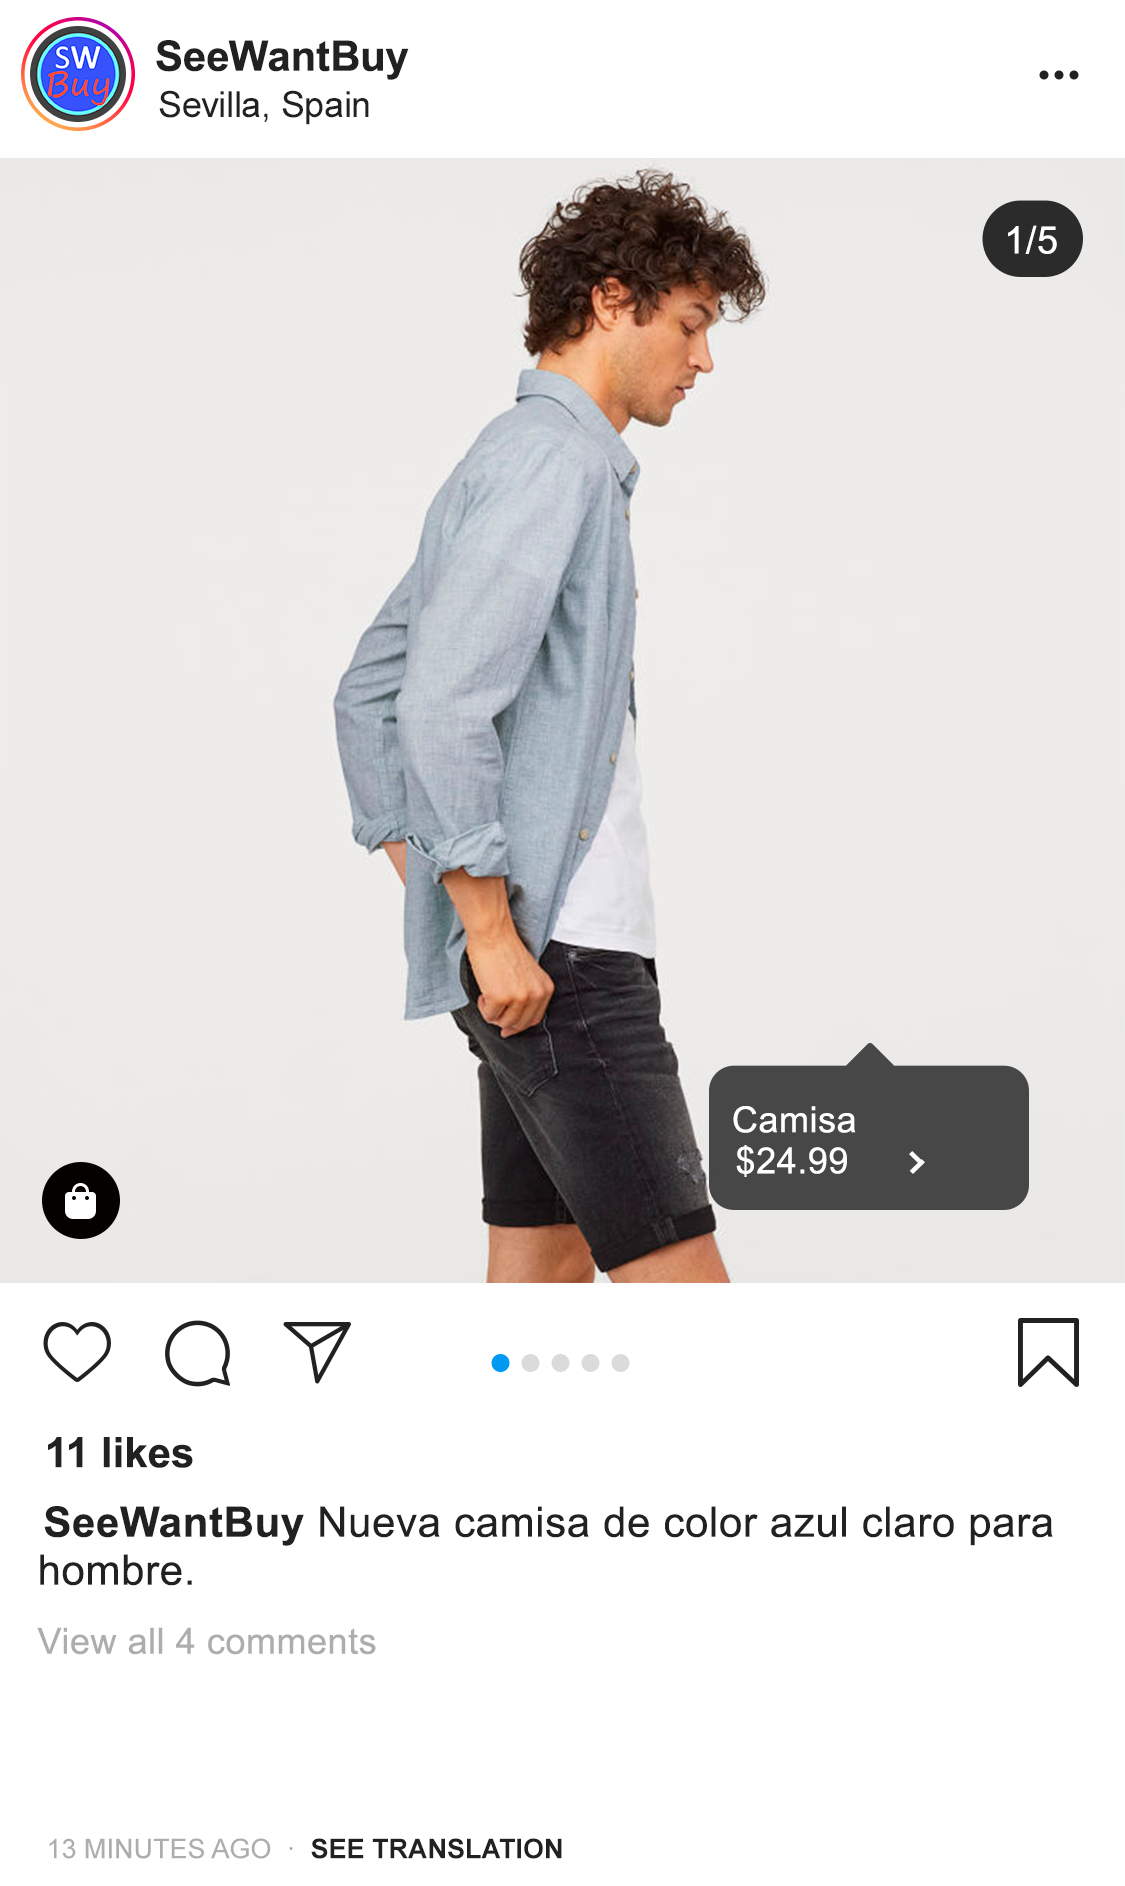 SW
Buy
SeeWantBuy
Sevilla, Spain
1/5
Camisa
$24.99
11 likes
SeeWantBuy Nueva camisa de color azul claro para
hombre.
View all 4 comments
13 MINUTES AGO · SEE TRANSLATION